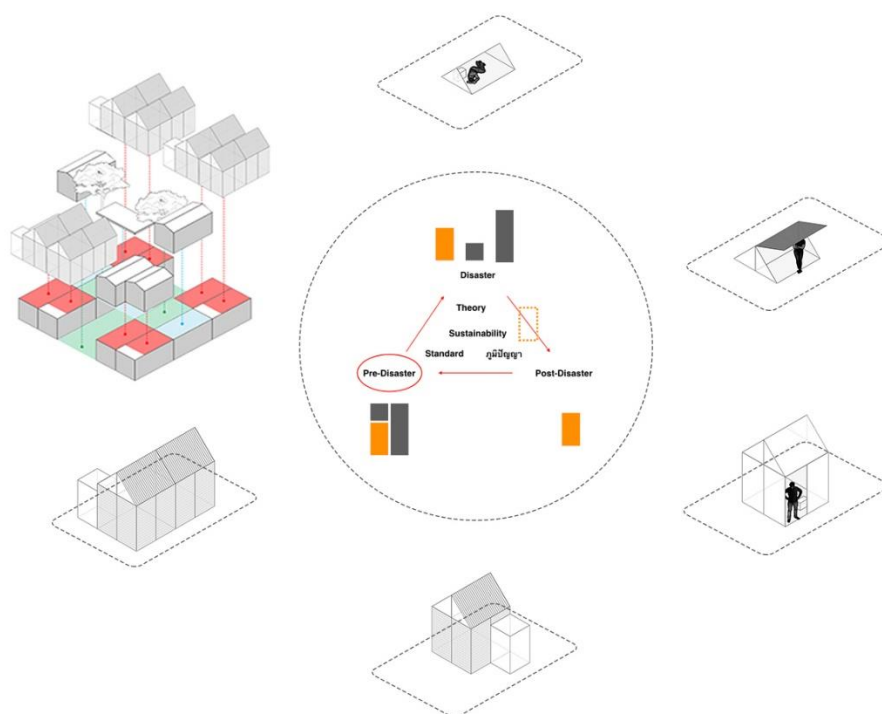 Disaster
Theory
Sustainability
Standard ภูมิปัญญา
Pre-Disaster Post-Disaster